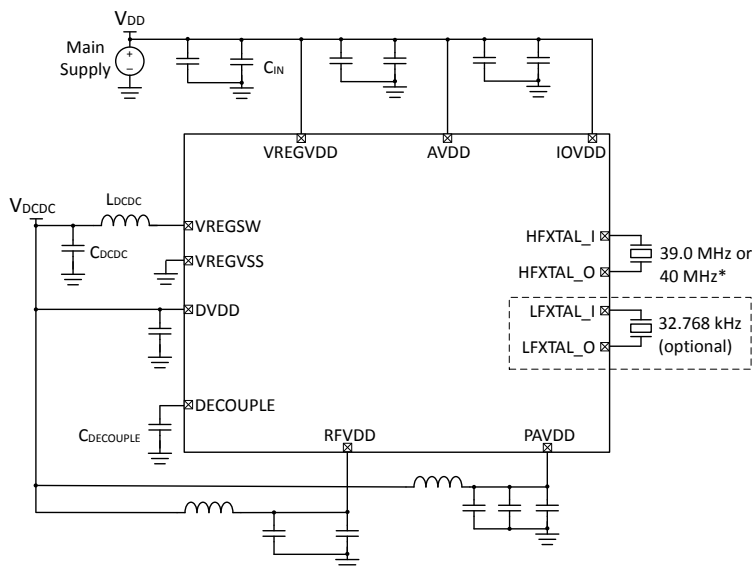 VDD
Main
Supply
+
-
CIN
VREGVDD
AVDD
IOVDD
VDCDC
LDCDC
CDCDC
VREGSW
VREGVSS
DVDD
DECOUPLE
CDECOUPLE
HFXTAL_I
HFXTAL_O
39.0 MHz or
40 MHz*
LFXTAL_I
LFXTAL_O
32.768 kHz
(optional)
RFVDD
PAVDD